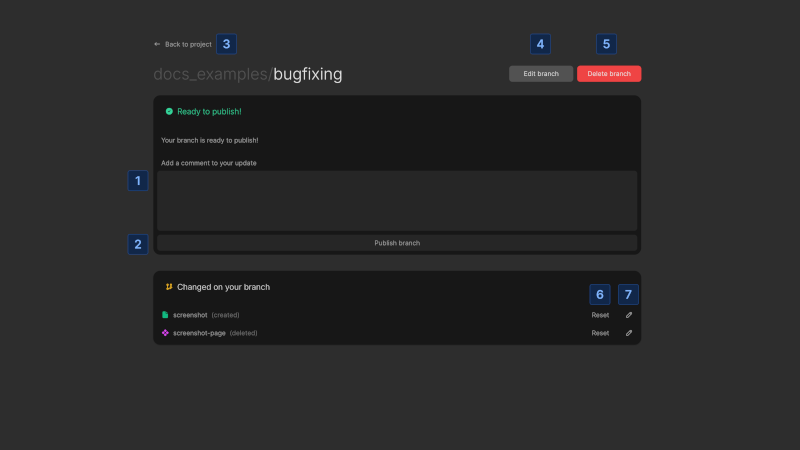 ← Back to project 3
4 5
docs_examples/bugfixing Edit branch Delete branch
Ready to publish!
Your branch is ready to publish!
Add a comment to your update
1
2 Publish branch
Changed on your branch
6 7
screenshot (created) Reset
screenshot-page (deleted) Reset